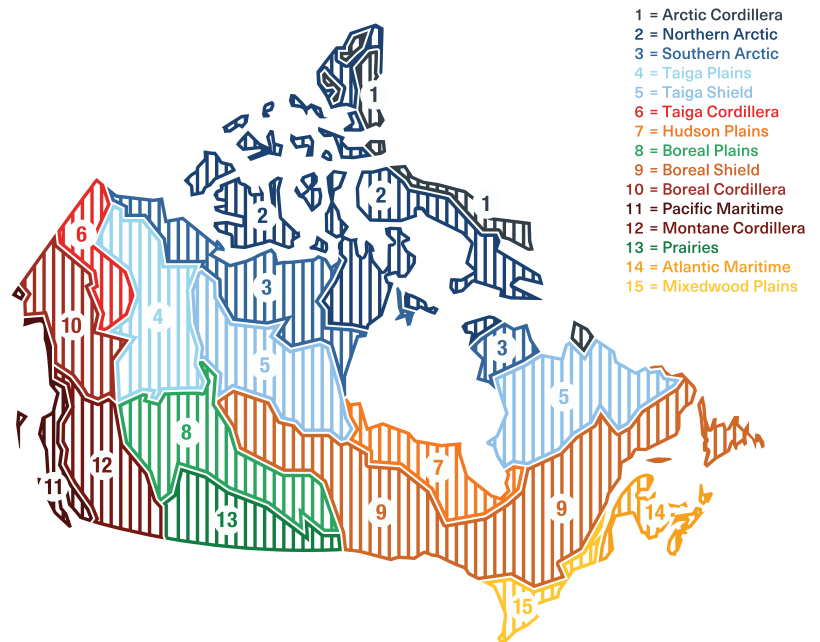 1 = Arctic Cordillera
2 = Northern Arctic
3 = Southern Arctic
4 = Taiga Plains
5 = Taiga Shield
6 = Taiga Cordillera
7 = Hudson Plains
8 = Boreal Plains
9 = Boreal Shield
10 = Boreal Cordillera
11 = Pacific Maritime
12 = Montane Cordillera
13 = Prairies
14 = Atlantic Maritime
15 = Mixedwood Plains
1
2
2
1
6
3
4
10
3
5
5
8
12
7
11
13
9
9
14
15